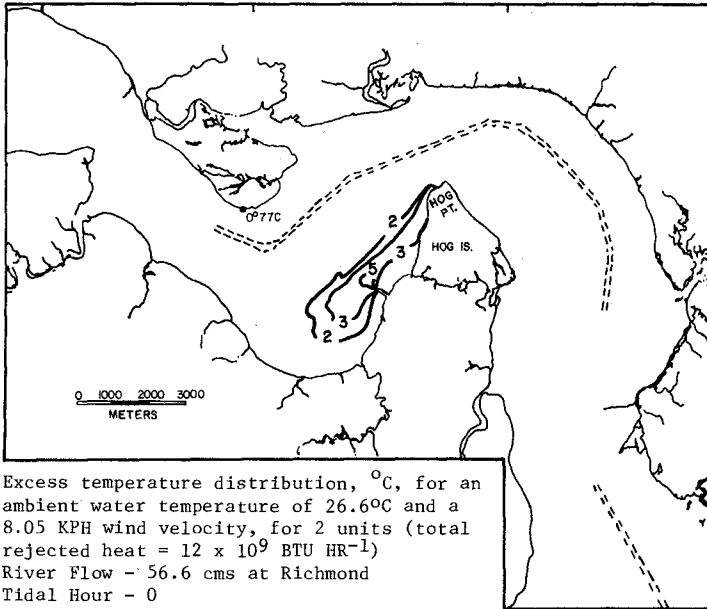 0°77C
2
HOG
PT.
3
HOG IS.
5
3
2
0 1000 2000 3000
METERS
Excess temperature distribution, °C, for an
ambient water temperature of 26.6°C and a
8.05 KPH wind velocity, for 2 units (total
rejected heat = 12 x 10⁹ BTU HR⁻¹)
River Flow - 56.6 cms at Richmond
Tidal Hour - 0